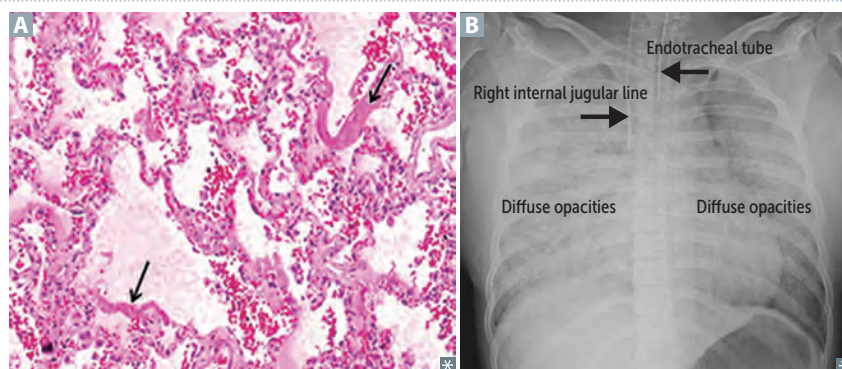 A
B
Endotracheal tube
Right internal jugular line
Diffuse opacities
Diffuse opacities